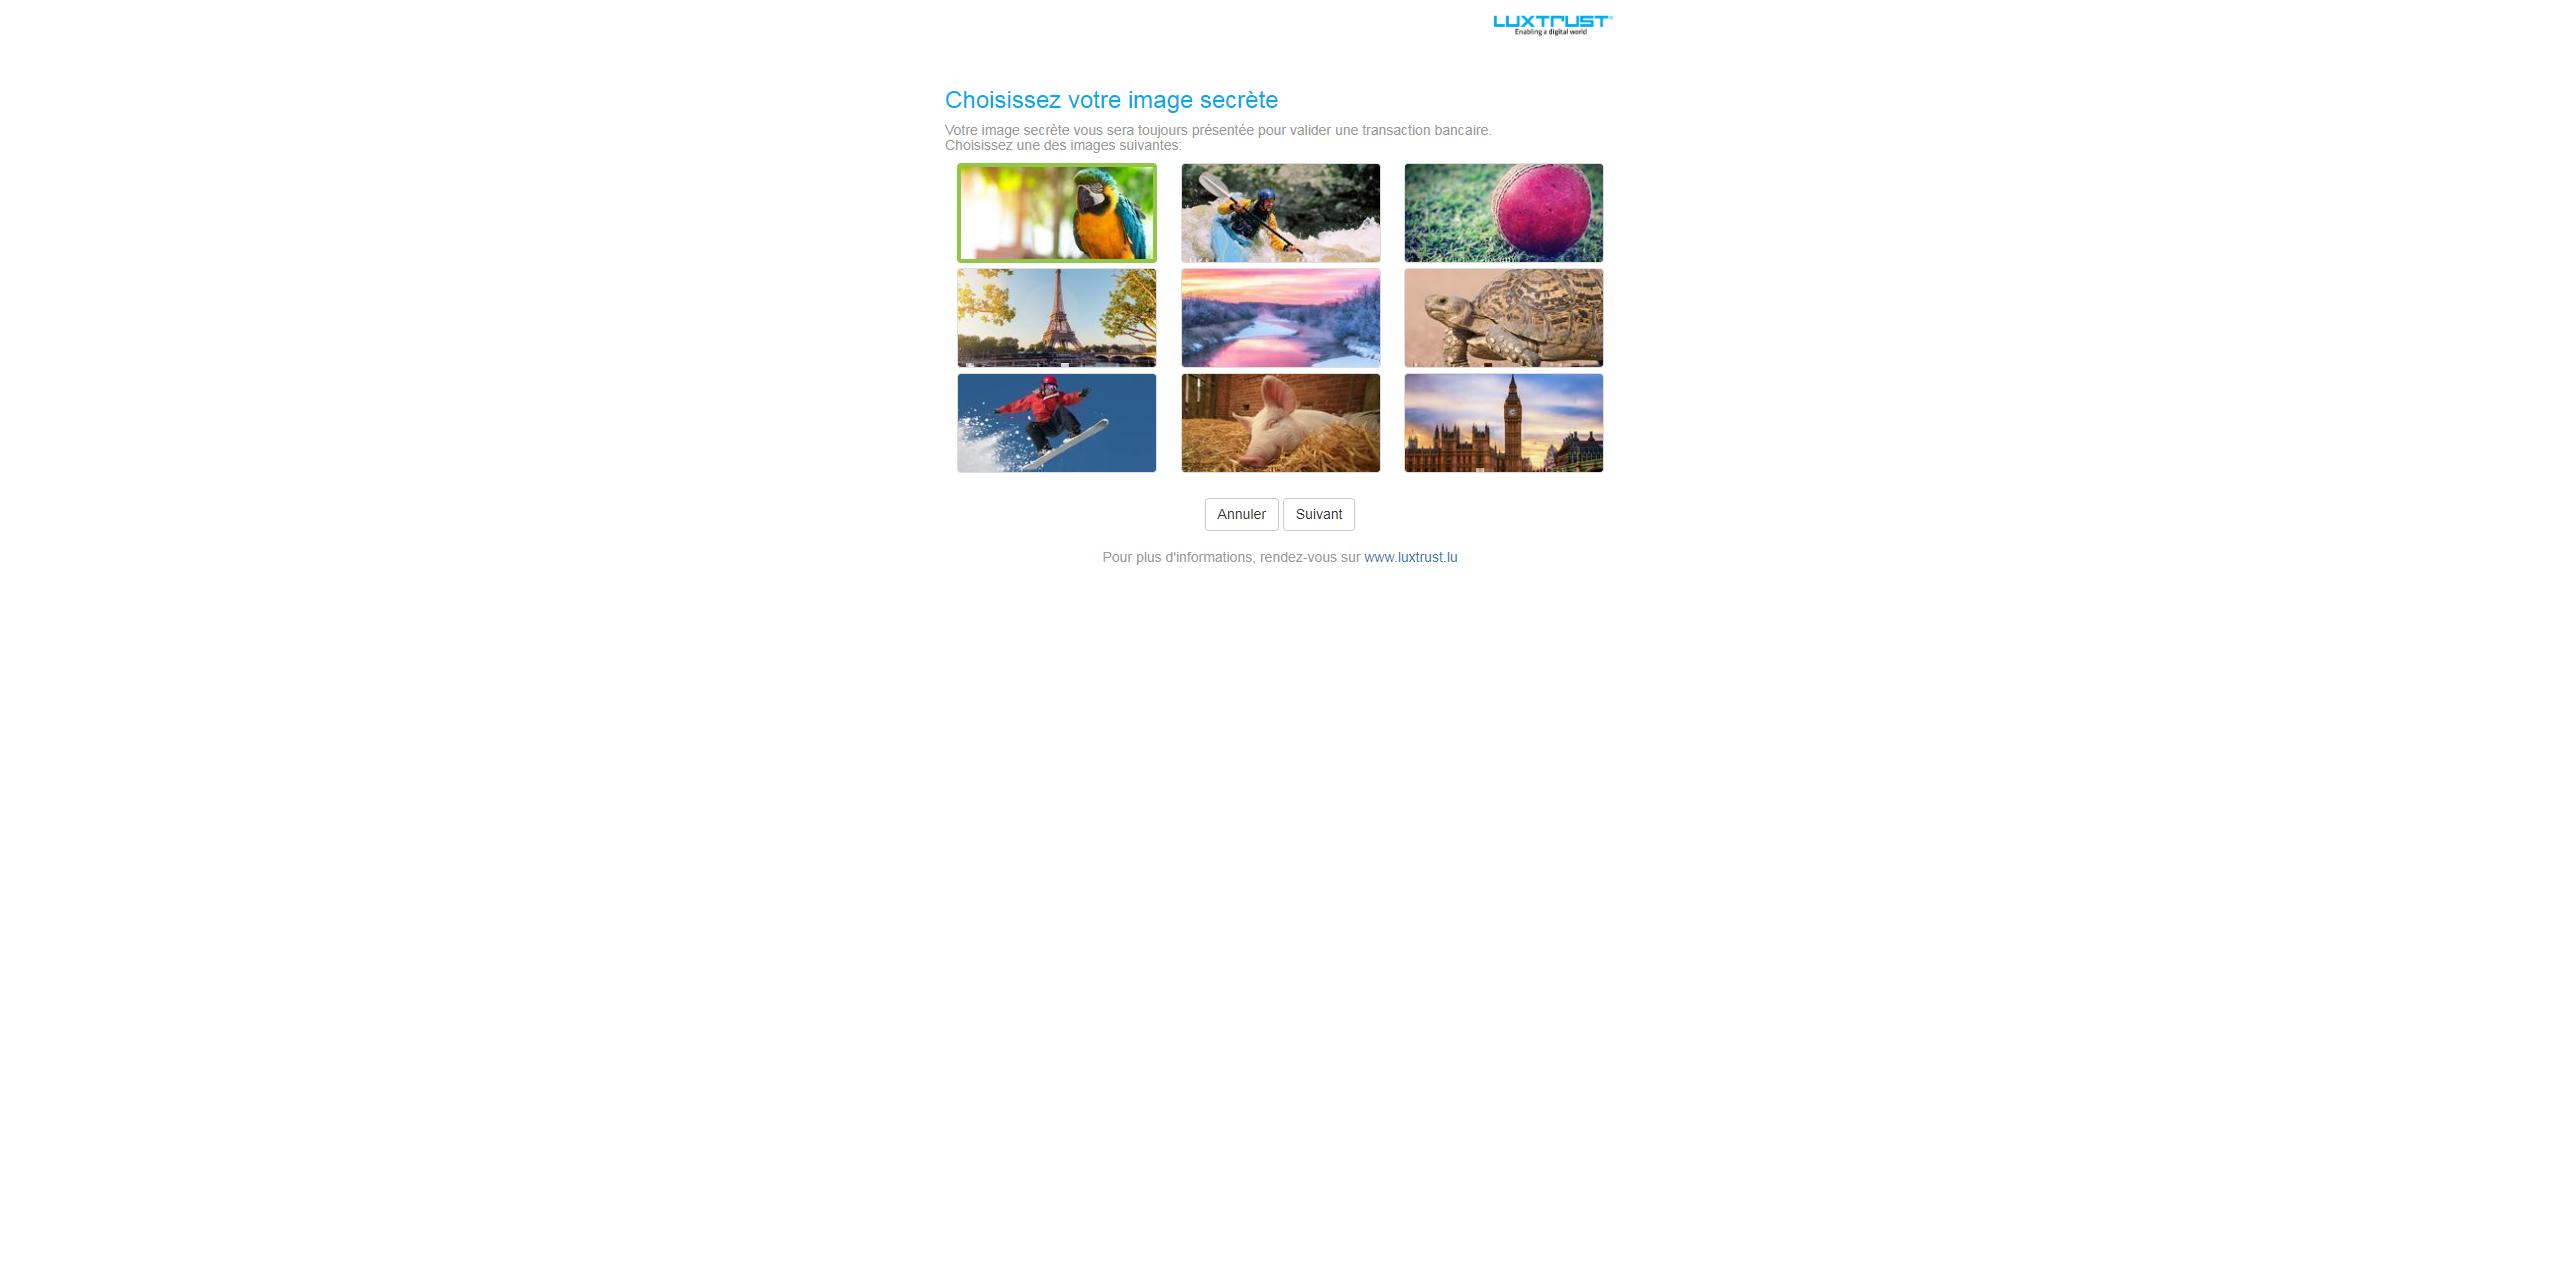 LUXTRUST
Enabling a digital world
Choisissez votre image secrète
Votre image secrète vous sera toujours présentée pour valider une transaction bancaire.
Choisissez une des images suivantes:
Annuler Suivant
Pour plus d'informations, rendez-vous sur www.luxtrust.lu